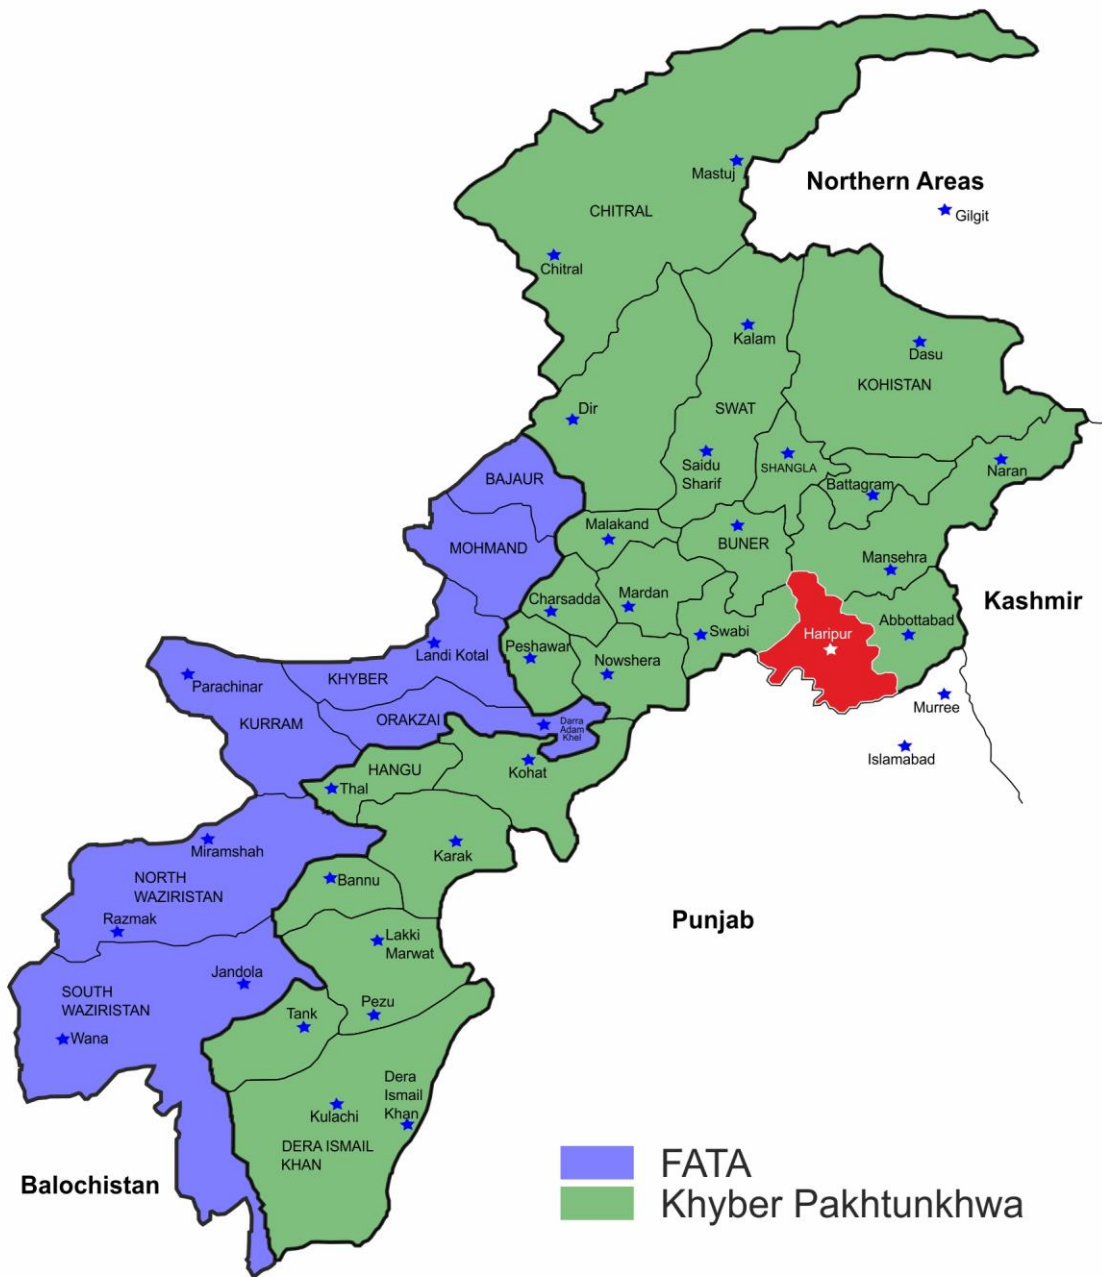 Mastuj
Northern Areas
Gilgit
CHITRAL
Chitral
Kalam
Dasu
KOHISTAN
Dir
SWAT
Saidu
Sharif
SHANGLA
Naran
BAJAUR
Battagram
Malakand
BUNER
MOHMAND
Mansehra
Charsadda
Mardan
Kashmir
Abbottabad
Swabi
Haripur
Landi Kotal
Peshawar
Nowshera
Parachinar
KHYBER
Murree
KURRAM
ORAKZAI
Darra
Adam
Khel
Islamabad
HANGU
Kohat
Thal
Miramshah
Karak
NORTH
WAZIRISTAN
Bannu
Razmak
Punjab
Lakki
Marwat
Jandola
SOUTH
WAZIRISTAN
Pezu
Tank
Wana
Dera
Ismail
Khan
Kulachi
DERA ISMAIL
KHAN
Balochistan
FATA
Khyber Pakhtunkhwa